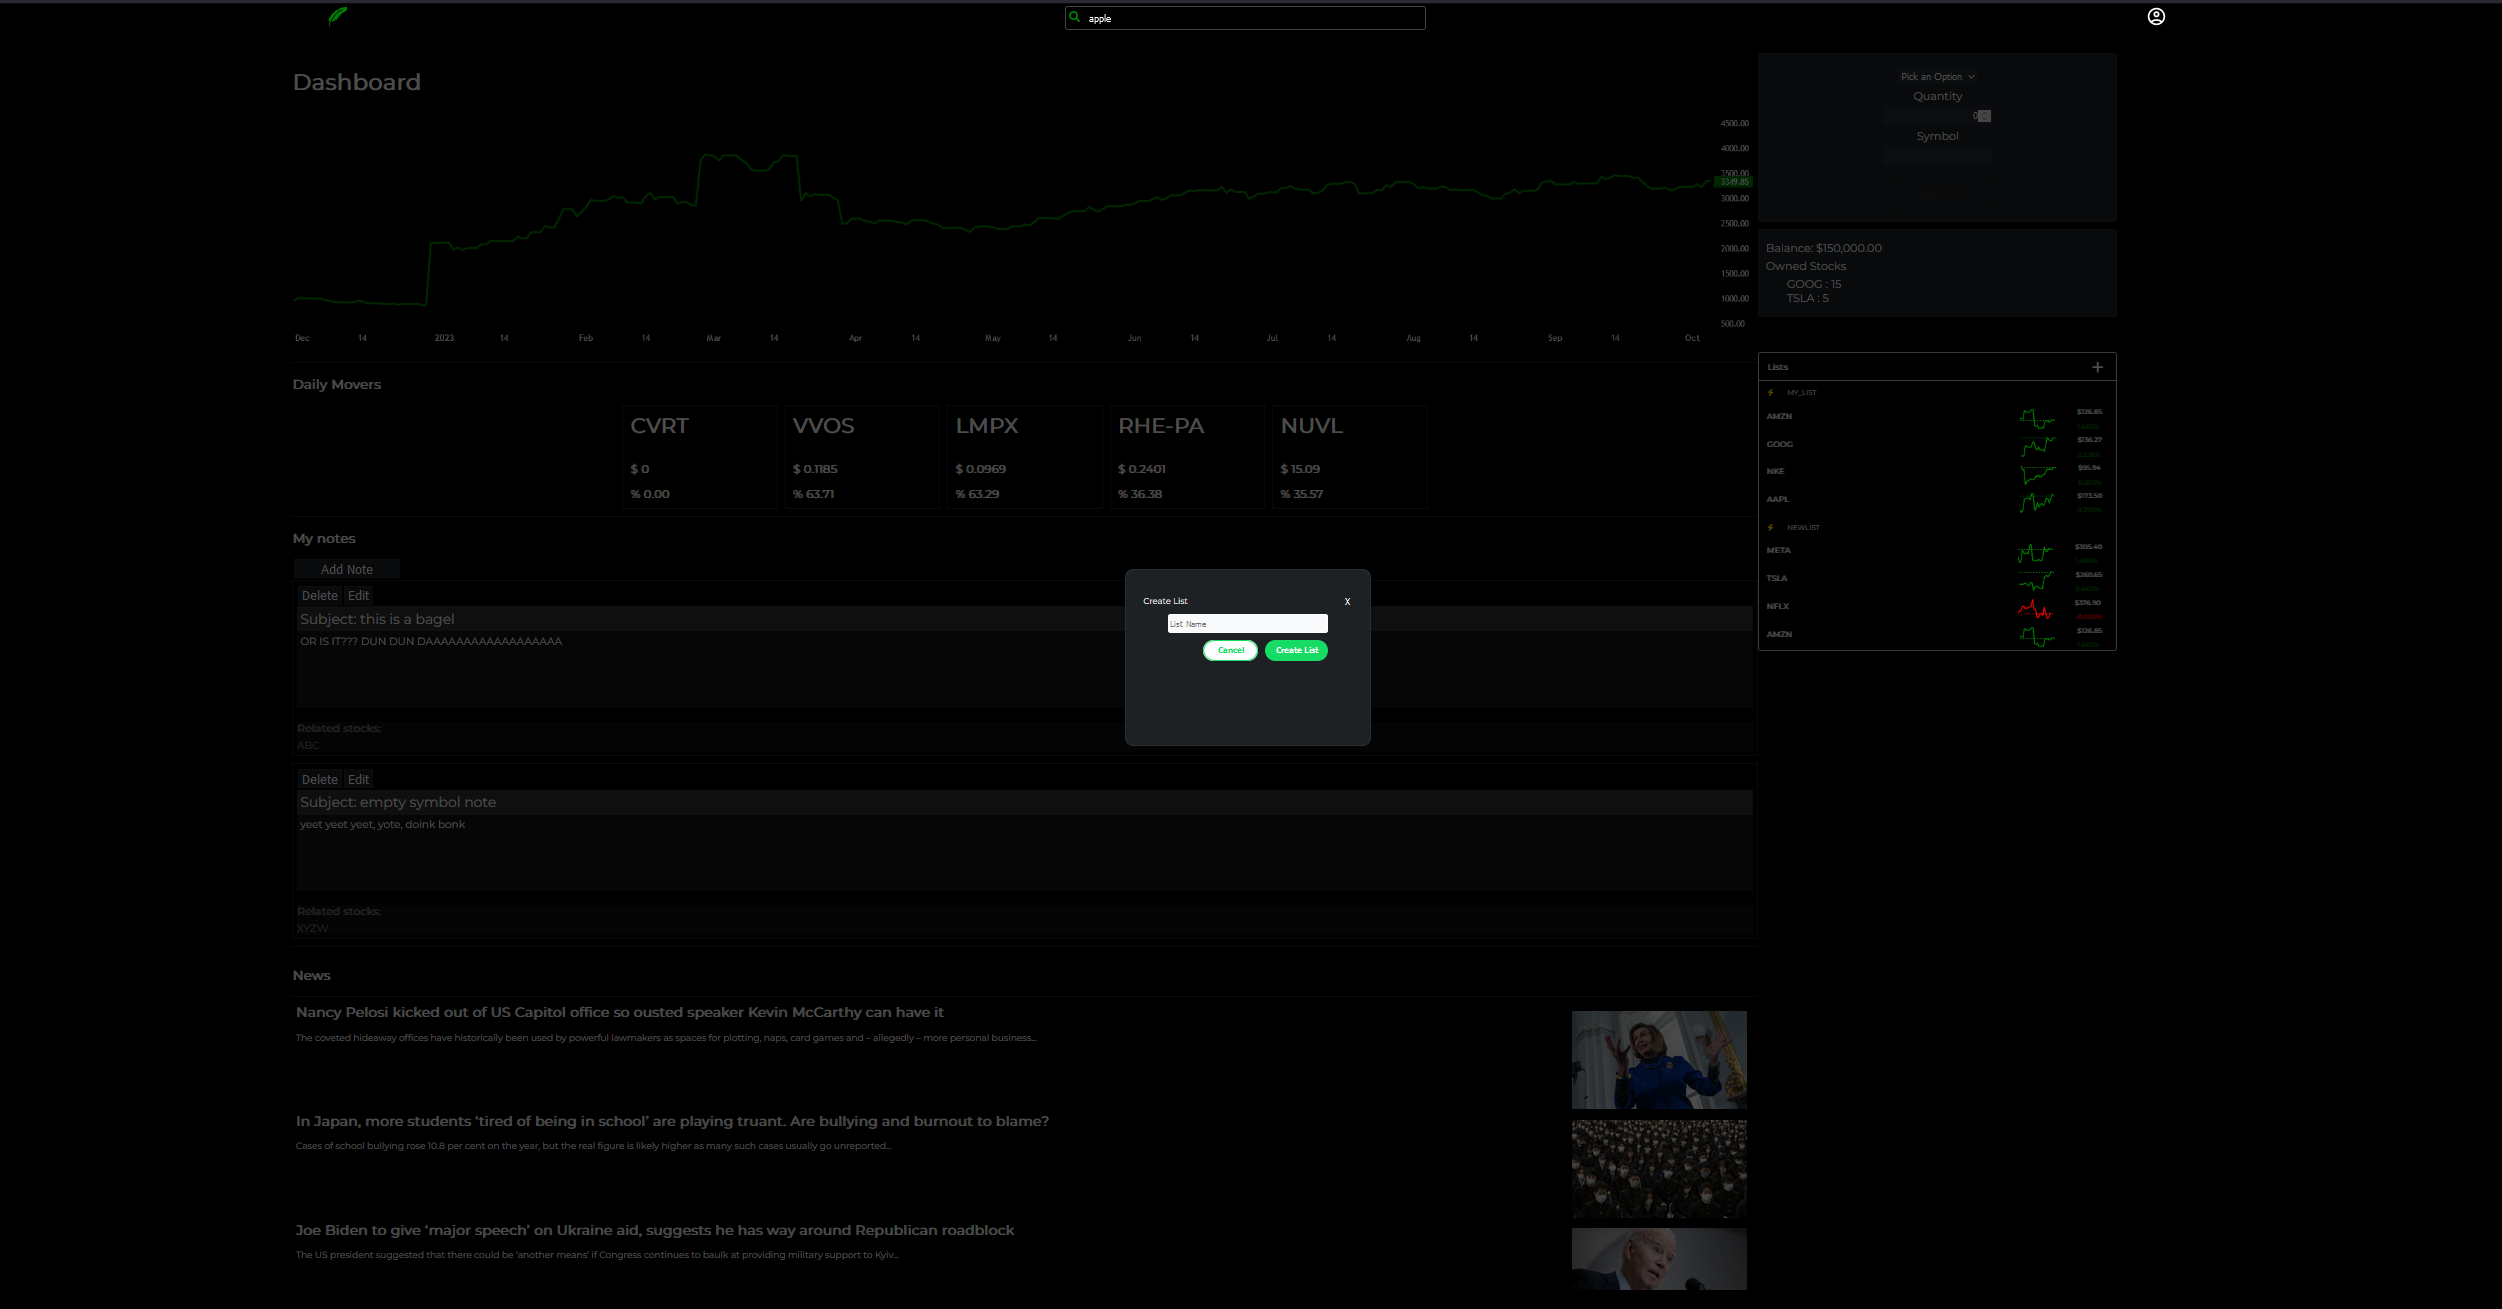 apple
Dashboard
4500.00
4000.00
3500.00
3349.85
3000.00
2500.00
2000.00
1500.00
1000.00
500.00
Dec 14 2023 14 Feb 14 Mar 14 Apr 14 May 14 Jun 14 Jul 14 Aug 14 Sep 14 Oct
Pick an Option
Quantity
0
Symbol
Balance: $150,000.00
Owned Stocks
GOOG : 15
TSLA : 5
Lists +
MY_LIST
AMZN $126.85
GOOG $136.27
NKE $95.94
AAPL $773.50
NEWLIST
META $305.40
TSLA $260.65
NFLX $376.90
AMZN $126.85
Daily Movers
CVRT
$ 0
% 0.00
VVOS
$ 0.1185
% 63.71
LMPX
$ 0.0969
% 63.29
RHE-PA
$ 0.2401
% 36.38
NUVL
$ 15.09
% 35.57
My notes
Add Note
Delete Edit
Subject: this is a bagel
OR IS IT??? DUN DUN DAAAAAAAAAAAAAAAAAA
Related stocks:
ABC
Delete Edit
Subject: empty symbol note
yeet yeet yeet, yote, doink bonk
Related stocks:
XYZW
Create List X
List Name
Cancel Create List
News
Nancy Pelosi kicked out of US Capitol office so ousted speaker Kevin McCarthy can have it
The coveted hideaway offices have historically been used by powerful lawmakers as spaces for plotting, naps, card games and – allegedly – more personal business...
In Japan, more students ‘tired of being in school’ are playing truant. Are bullying and burnout to blame?
Cases of school bullying rose 10.8 per cent on the year, but the real figure is likely higher as many such cases usually go unreported...
Joe Biden to give ‘major speech’ on Ukraine aid, suggests he has way around Republican roadblock
The US president suggested that there could be ‘another means’ if Congress continues to baulk at providing military support to Kyiv...